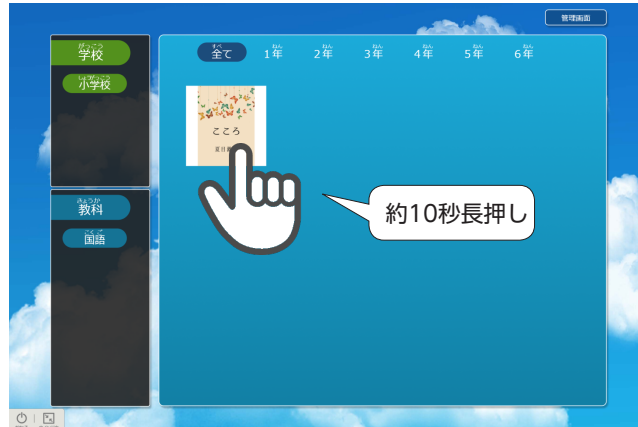 管理画面
がっこう
学校
しょうがっこう
小学校
きょうか
教科
こくご
国語
すべ ねん ねん ねん ねん ねん ねん
全て 1年 2年 3年 4年 5年 6年
こころ
夏目
約10秒長押し